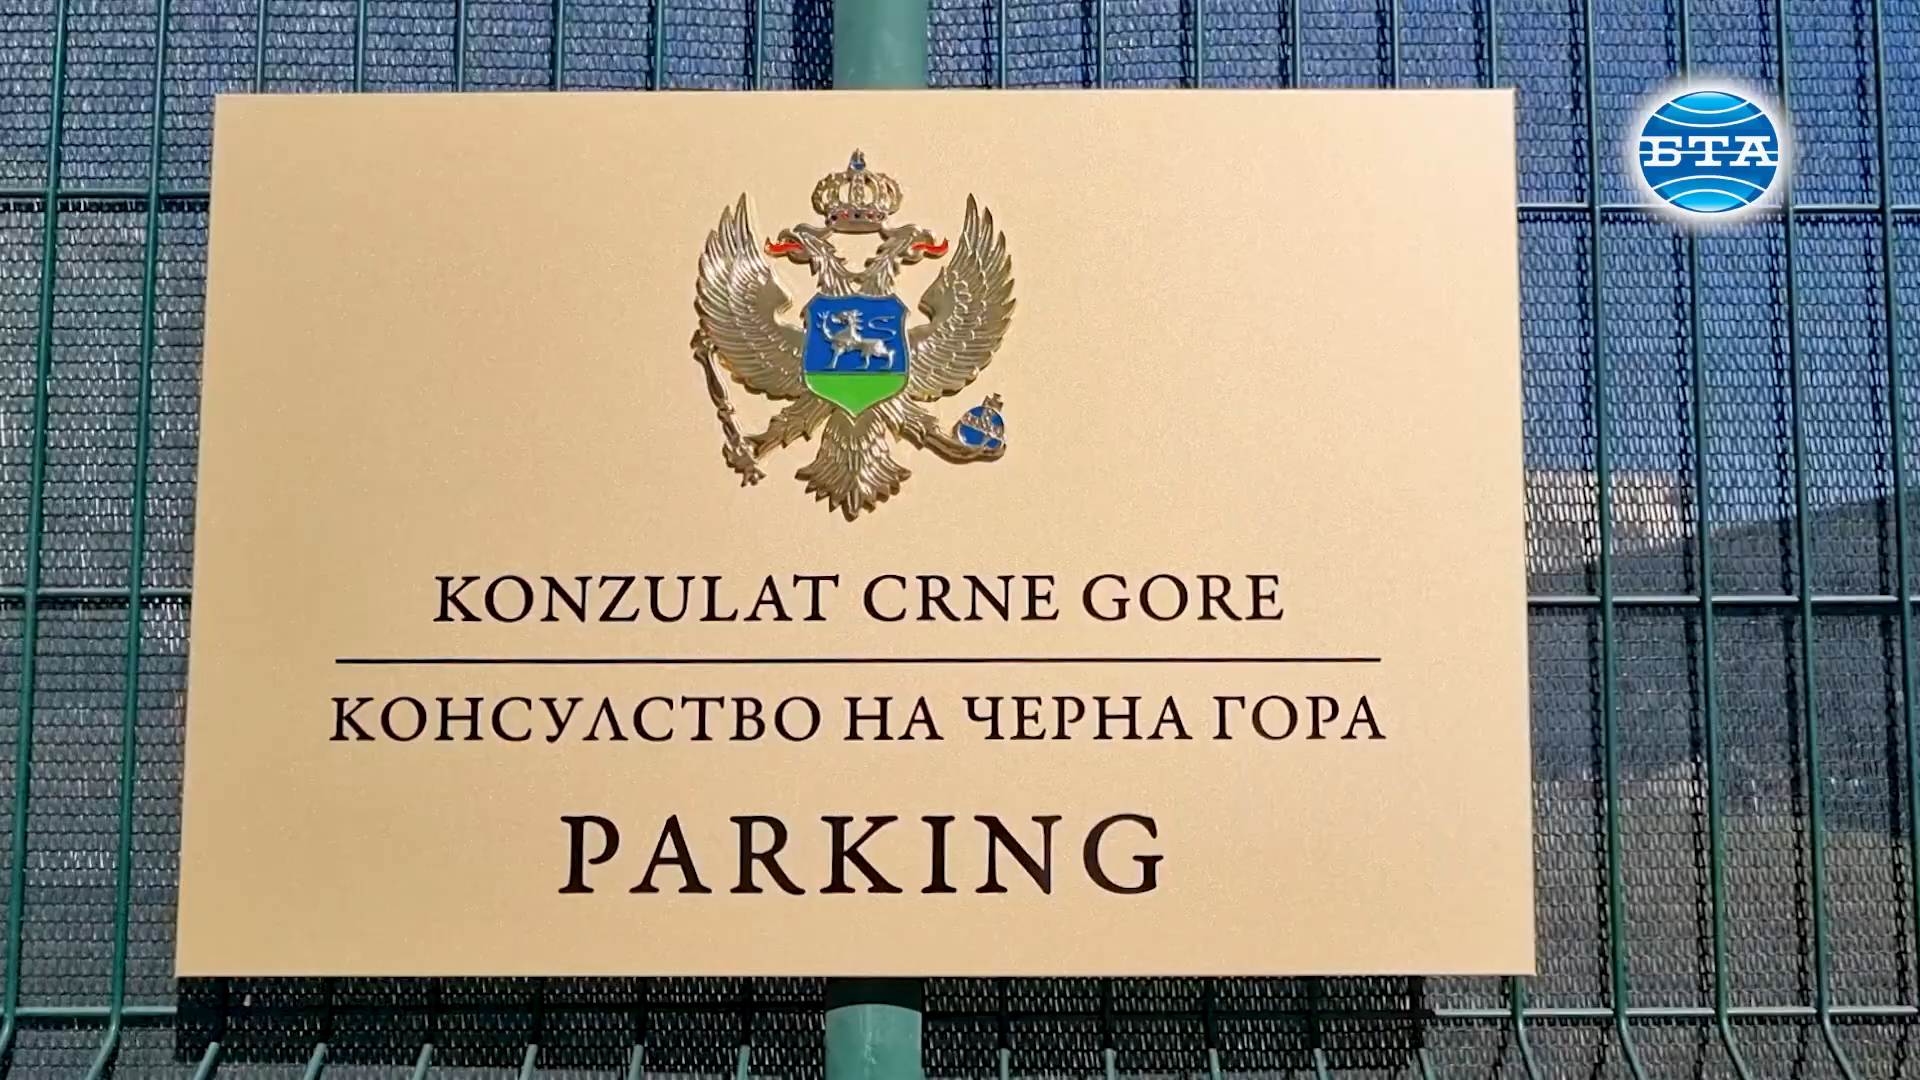 БТА
KONZULAT CRNE GORE
КОНСУЛСТВО НА ЧЕРНА ГОРА
PARKING